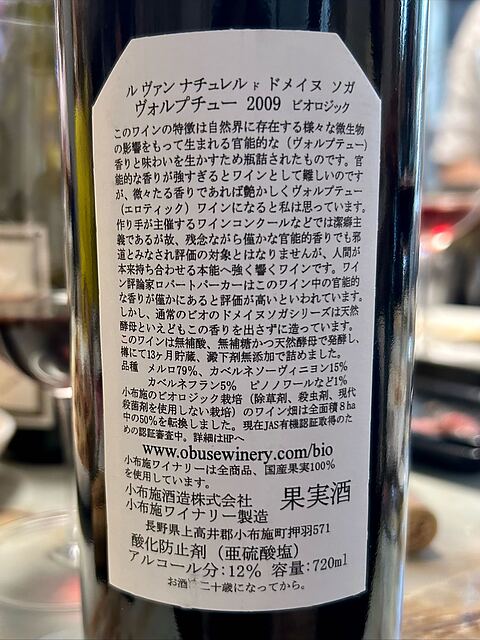 ル ヴァン ナチュレル ド ドメイヌ ソガ
ヴォルプチュー 2009 ビオロジック
このワインの特徴は自然界に存在する様々な微生物
の影響をもって生まれる官能的な（ヴォルプテュー）
香りと味わいを生かすため瓶詰されたものです。官
能的な香りが強すぎるとワインとして難しいのです
が、微々たる香りであれば艶かしくヴォルプテュー
（エロティック）ワインになると私は思っています。
作り手が主催するワインコンクールなどでは潔癖主
義であるが故、残念ながら僅かな官能的香りでも邪
道とみなされ評価の対象とはなりませんが、人間が
本来持ち合わせる本能へ強く響くワインです。ワイ
ン評論家ロバートパーカーはこのワイン中の官能的
な香りが僅かにあると評価が高いといわれています。
しかし、通常のビオのドメイヌソガシリーズは天然
酵母といえどもこの香りを出さずに造っています。
このワインは無補酸、無補糖かつ天然酵母で発酵し、
樽にて13ヶ月貯蔵、澱下剤無添加で詰めました。
品種 メルロ79%、カベルネソーヴィニヨン15%
カベルネフラン5% ピノノワールなど1%
小布施のビオロジック栽培（除草剤、殺虫剤、現代
殺菌剤を使用しない栽培）のワイン畑は全面積8ha
中の50%を転換しました。現在JAS有機認証取得のた
めの認証審査中。詳細はHPへ
www.obusewinery.com/bio
小布施ワイナリーは全商品、国産果実100%
を使用しています。
小布施酒造株式会社 果実酒
小布施ワイナリー製造
長野県上高井郡小布施町押羽571
酸化防止剤（亜硫酸塩）
アルコール分:12% 容量:720ml
お酒は二十歳になってから。